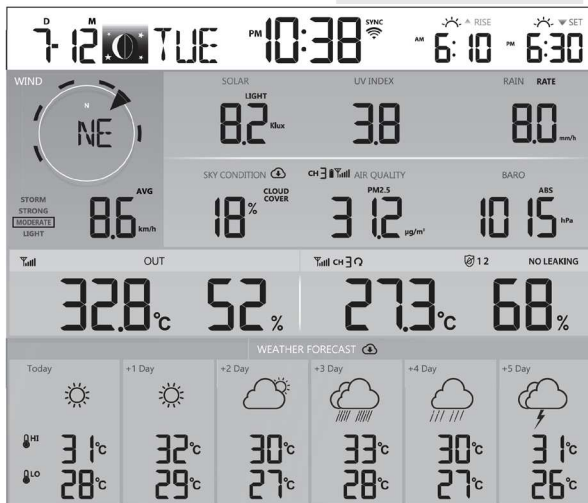 D M
7-12 TUE PM 10:38 SYNC AM 6:10 RISE PM 6:30 SET
WIND SOLAR UV INDEX RAIN RATE
N
NE
LIGHT
8.2 Klux 3.8 8.0 mm/h
SKY CONDITION CH 3 AIR QUALITY BARO
STORM
STRONG
MODERATE
LIGHT
AVG
8.6 km/h
18% CLOUD COVER
PM2.5
31.2 µg/m³
ABS
1015 hPa
OUT CH 3 1 2 NO LEAKING
32.8°C 52% 27.3°C 68%
WEATHER FORECAST
Today +1 Day +2 Day +3 Day +4 Day +5 Day
HI 31°C 32°C 30°C 33°C 30°C 31°C
LO 28°C 29°C 27°C 28°C 27°C 26°C